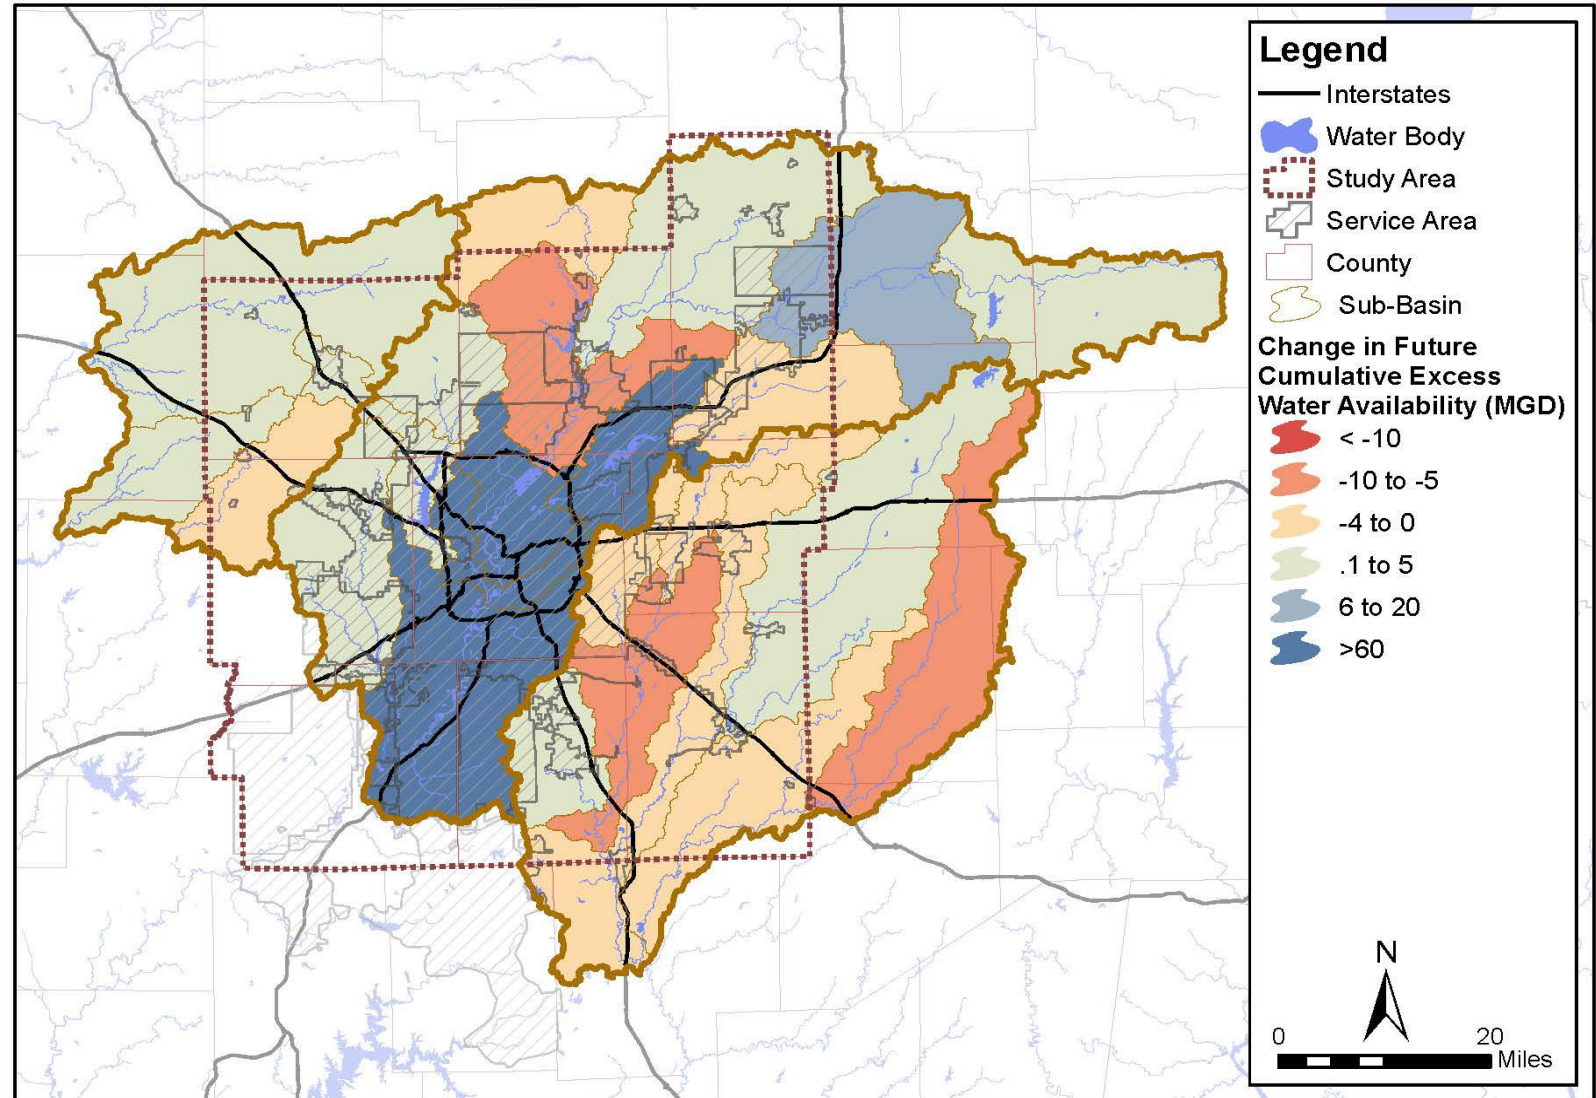 Legend
Interstates
Water Body
Study Area
Service Area
County
Sub-Basin
Change in Future
Cumulative Excess
Water Availability (MGD)
< -10
-10 to -5
-4 to 0
.1 to 5
6 to 20
>60
N
0 20
Miles